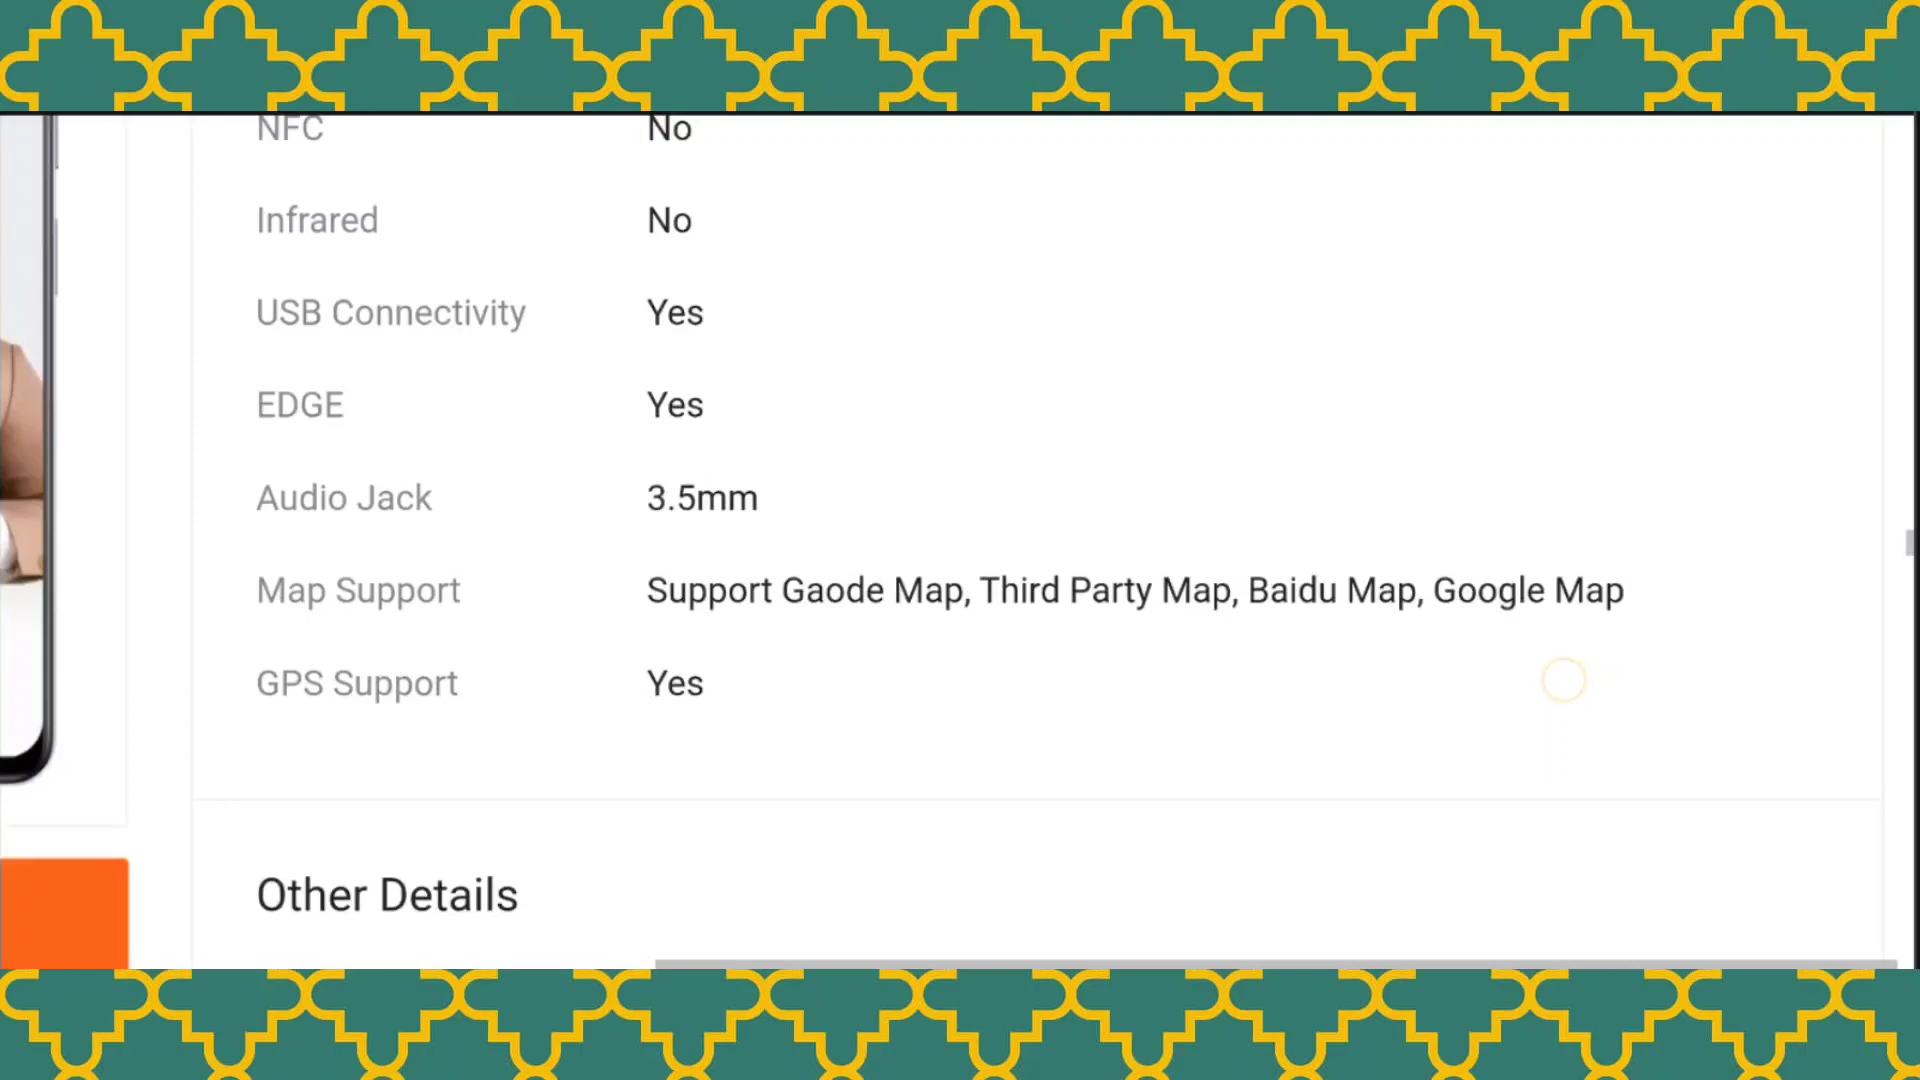 NFC No
Infrared No
USB Connectivity Yes
EDGE Yes
Audio Jack 3.5mm
Map Support Support Gaode Map, Third Party Map, Baidu Map, Google Map
GPS Support Yes
Other Details